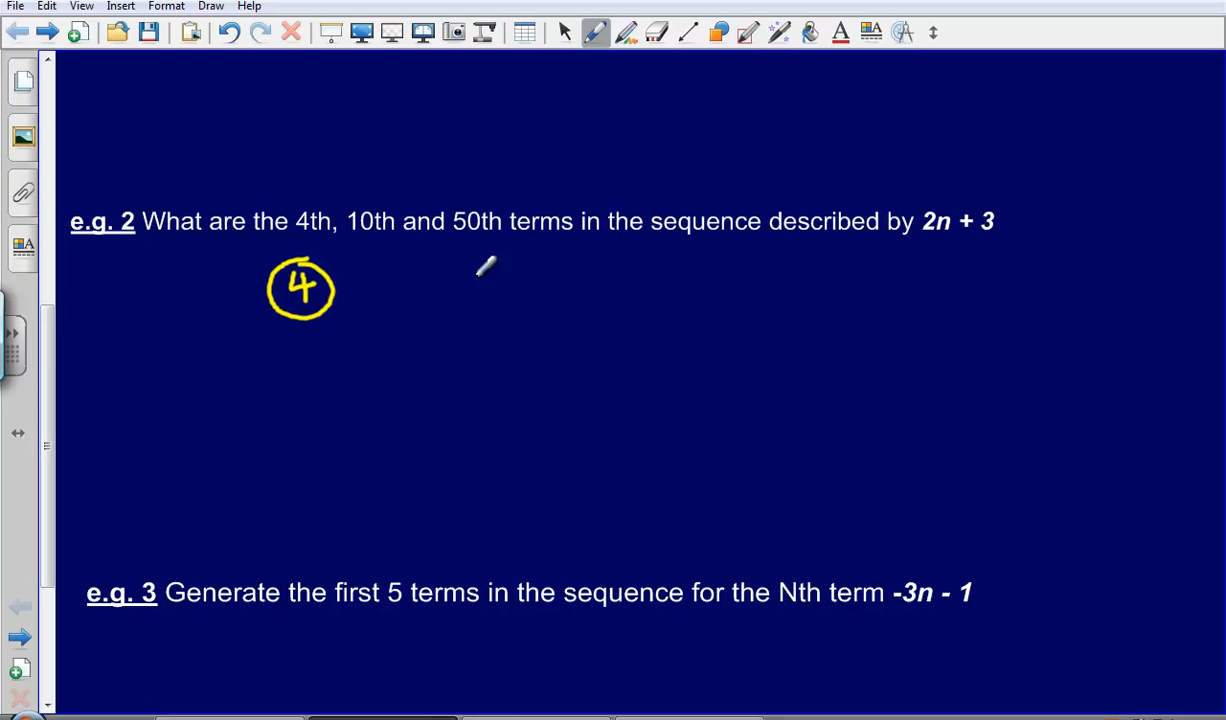 File Edit View Insert Format Draw Help
e.g. 2 What are the 4th, 10th and 50th terms in the sequence described by 2n + 3
4
e.g. 3 Generate the first 5 terms in the sequence for the Nth term -3n - 1